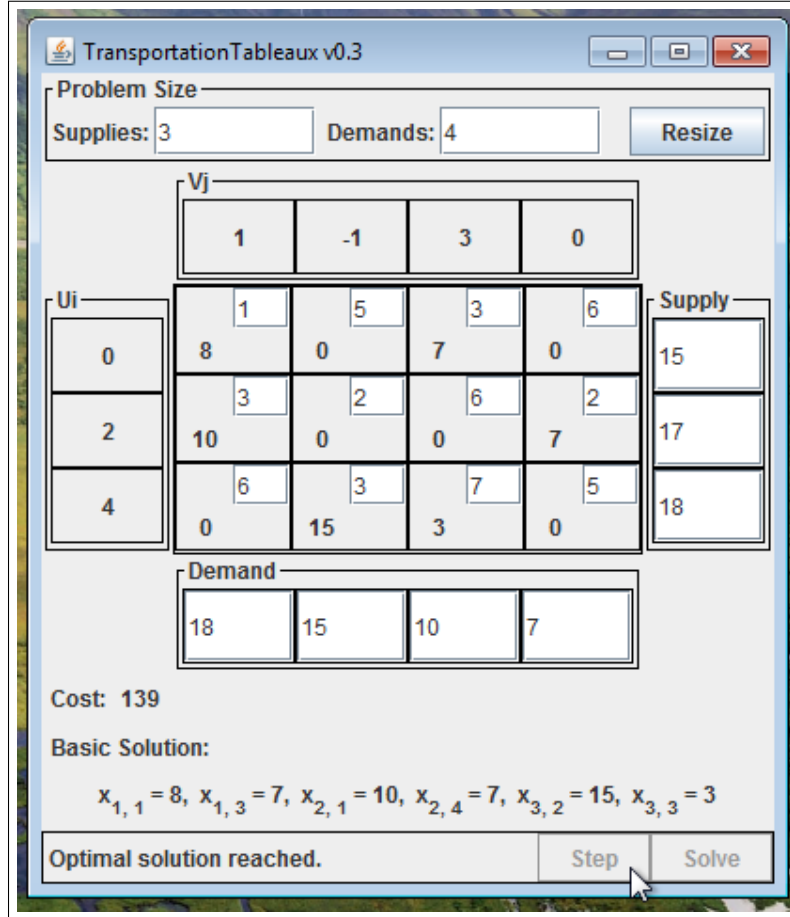 TransportationTableaux v0.3
Problem Size
Supplies: 3 Demands: 4 Resize
Vj
1 -1 3 0
Ui Supply
1 5 3 6
0 8 0 7 0 15
3 2 6 2
2 10 0 0 7 17
6 3 7 5
4 0 15 3 0 18
Demand
18 15 10 7
Cost: 139
Basic Solution:
x1, 1 = 8, x1, 3 = 7, x2, 1 = 10, x2, 4 = 7, x3, 2 = 15, x3, 3 = 3
Optimal solution reached. Step Solve